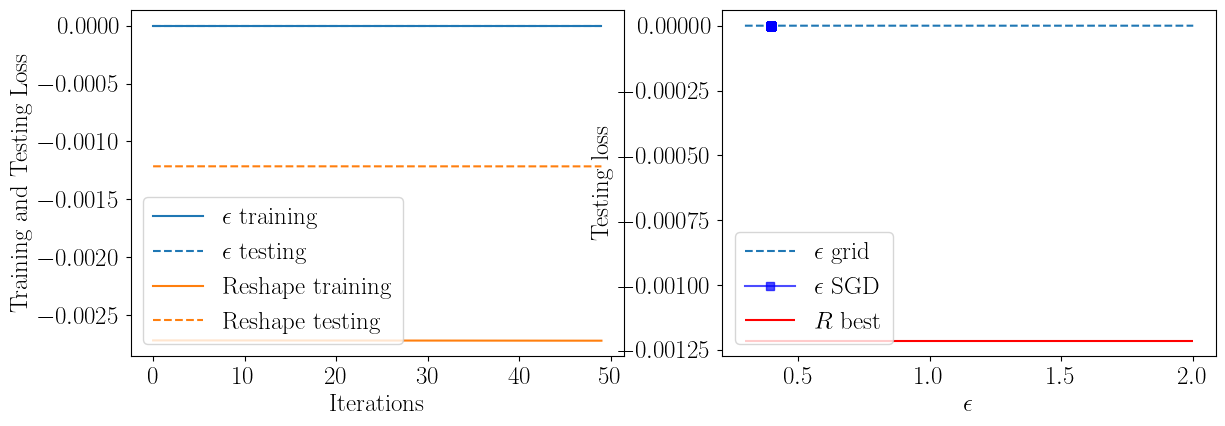 0.0000
−0.0005
−0.0010
−0.0015
−0.0020
−0.0025
Training and Testing Loss
ϵ training
ϵ testing
Reshape training
Reshape testing
0 10 20 30 40 50
Iterations
0.00000
−0.00025
−0.00050
−0.00075
−0.00100
−0.00125
Testing loss
ϵ grid
ϵ SGD
R best
0.5 1.0 1.5 2.0
ϵ